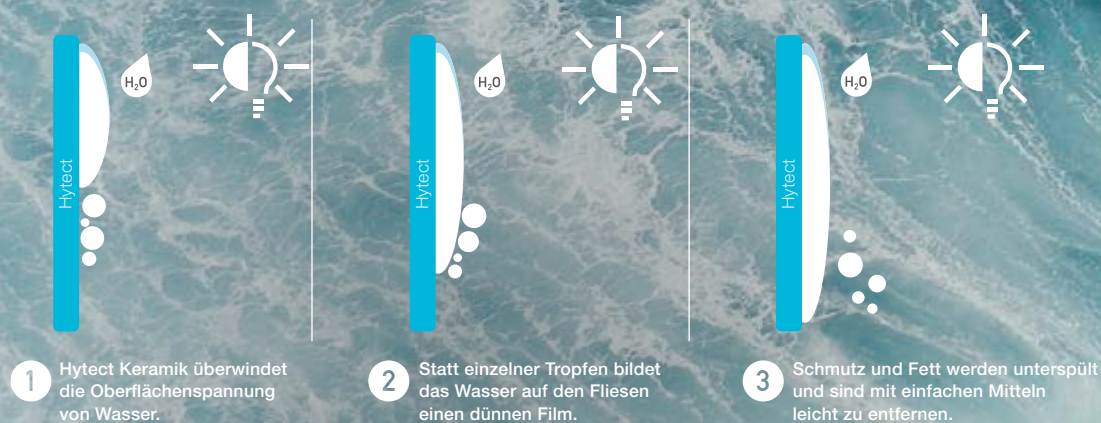 Hytect
H₂O
Hytect
H₂O
Hytect
H₂O
1
Hytect Keramik überwindet
die Oberflächenspannung
von Wasser.
2
Statt einzelner Tropfen bildet
das Wasser auf den Fliesen
einen dünnen Film.
3
Schmutz und Fett werden unterspült
und sind mit einfachen Mitteln
leicht zu entfernen.